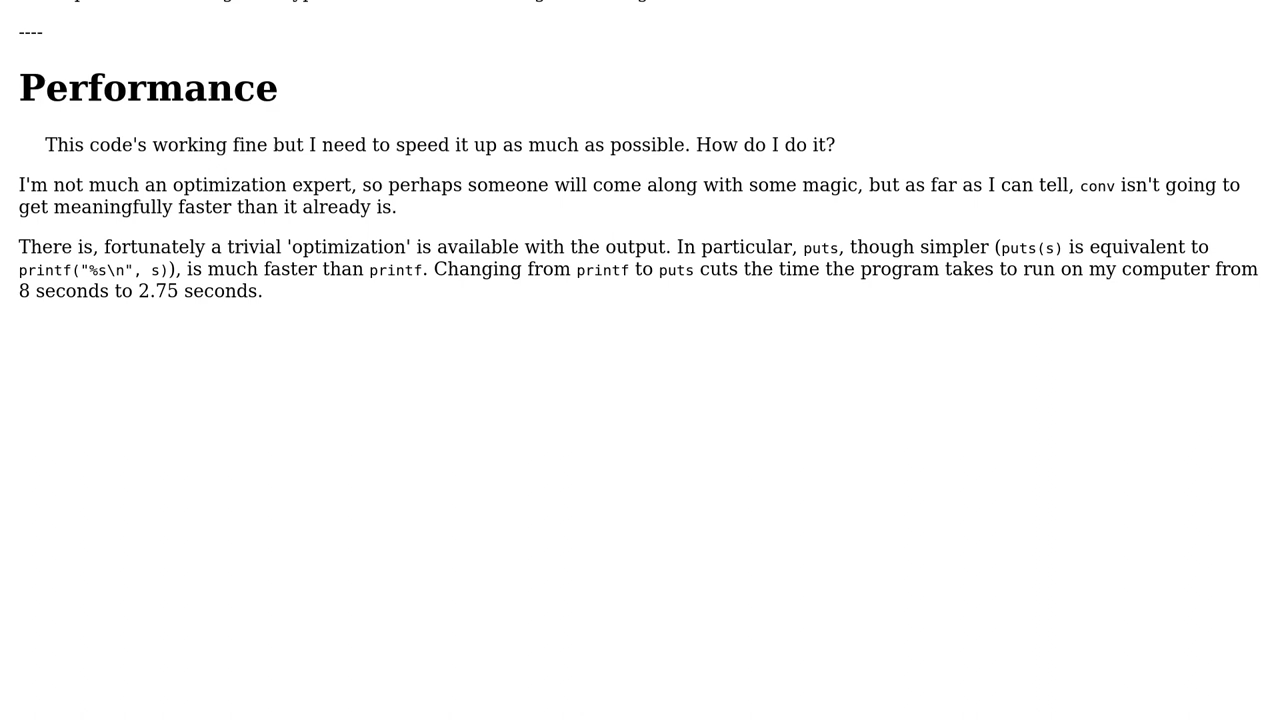 ----
Performance
This code's working fine but I need to speed it up as much as possible. How do I do it?
I'm not much an optimization expert, so perhaps someone will come along with some magic, but as far as I can tell, conv isn't going to
get meaningfully faster than it already is.
There is, fortunately a trivial 'optimization' is available with the output. In particular, puts, though simpler (puts(s) is equivalent to
printf("%s\n", s)), is much faster than printf. Changing from printf to puts cuts the time the program takes to run on my computer from
8 seconds to 2.75 seconds.